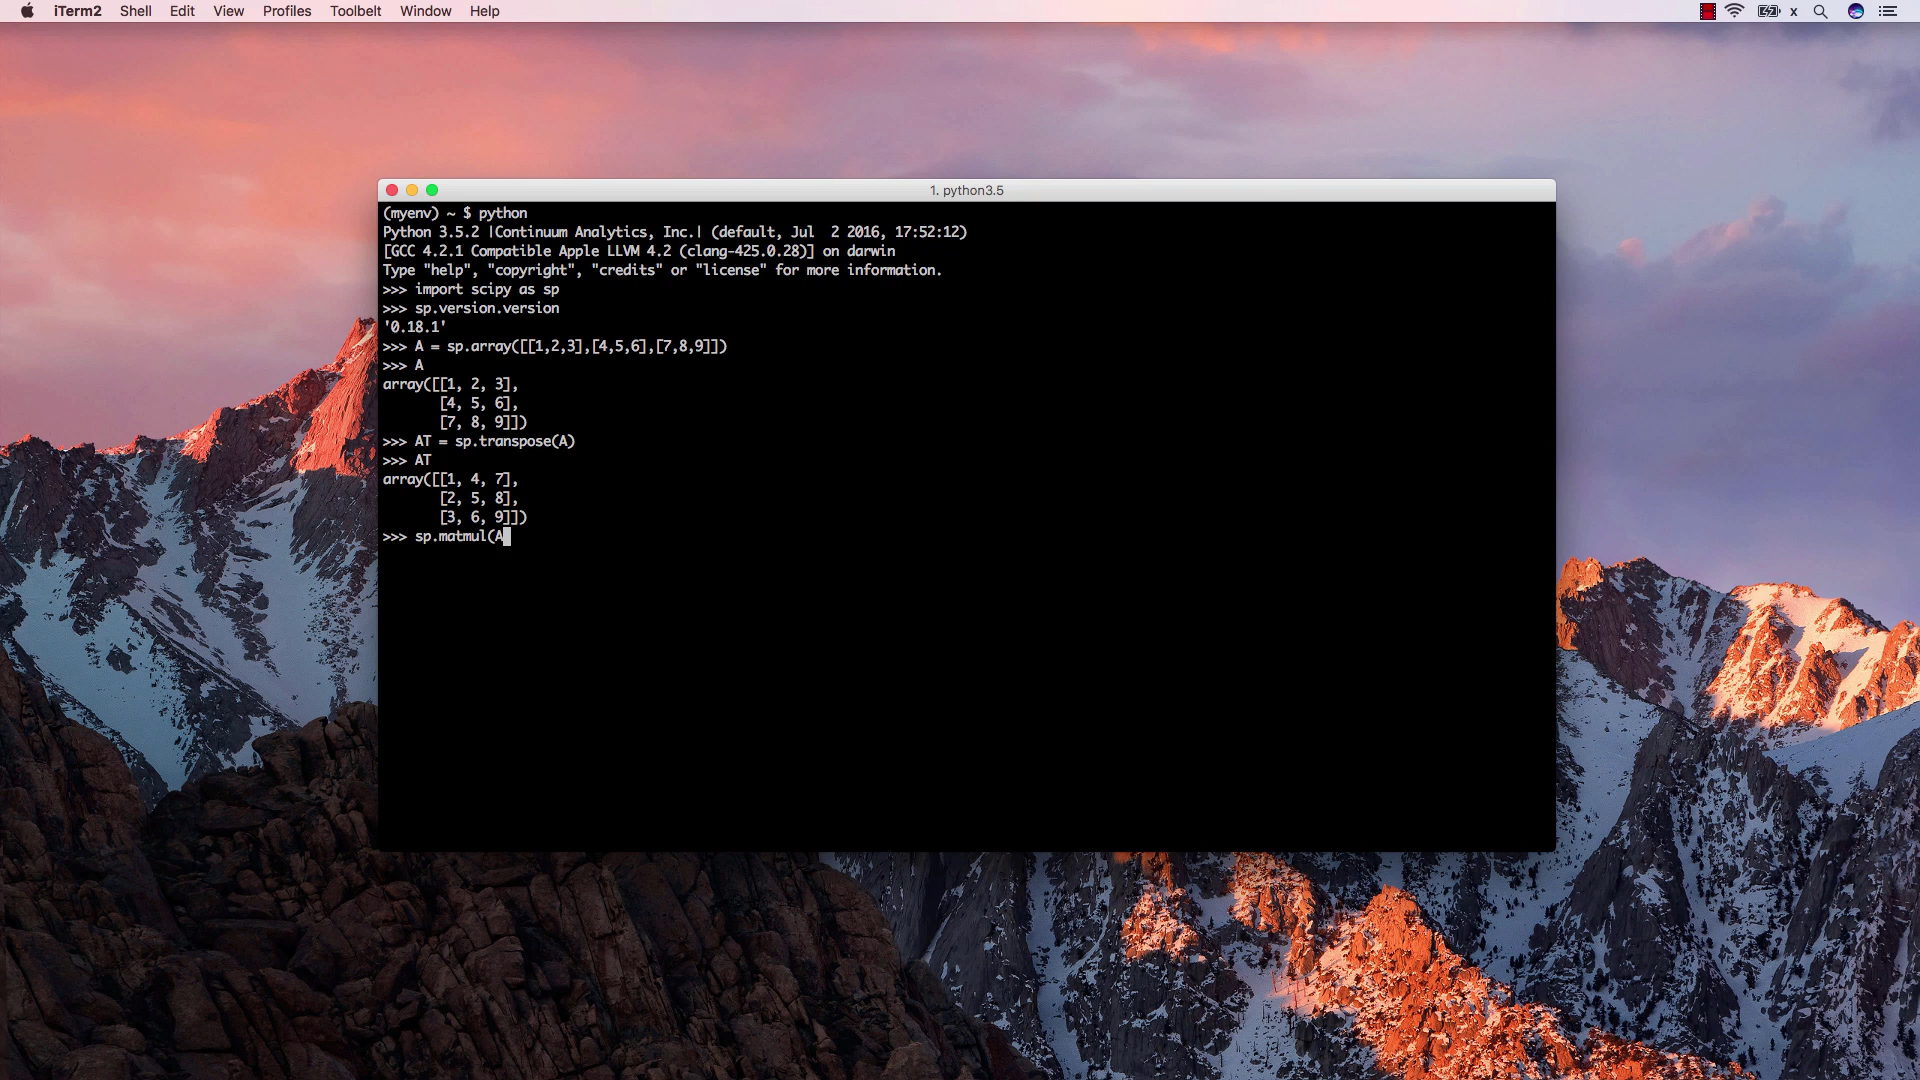 iTerm2 Shell Edit View Profiles Toolbelt Window Help x
1. python3.5
(myenv) ~ $ python
Python 3.5.2 |Continuum Analytics, Inc.| (default, Jul  2 2016, 17:52:12)
[GCC 4.2.1 Compatible Apple LLVM 4.2 (clang-425.0.28)] on darwin
Type "help", "copyright", "credits" or "license" for more information.
>>> import scipy as sp
>>> sp.version.version
'0.18.1'
>>> A = sp.array([[1,2,3],[4,5,6],[7,8,9]])
>>> A
array([[1, 2, 3],
       [4, 5, 6],
       [7, 8, 9]])
>>> AT = sp.transpose(A)
>>> AT
array([[1, 4, 7],
       [2, 5, 8],
       [3, 6, 9]])
>>> sp.matmul(A